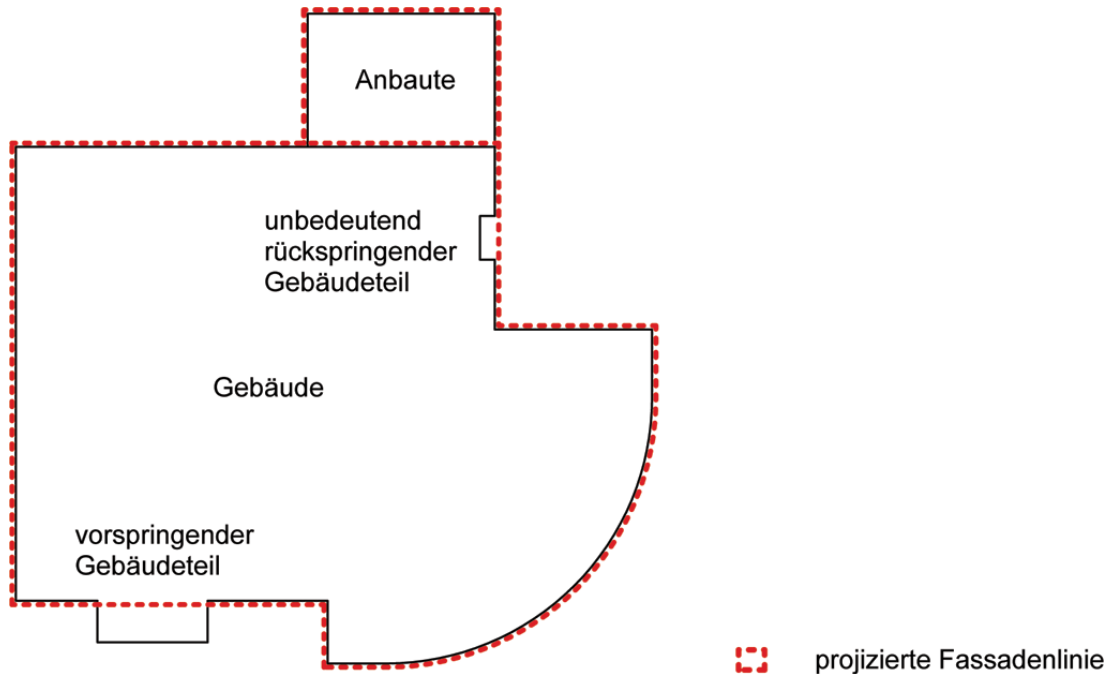 Anbaute
unbedeutend
rückspringender
Gebäudeteil
Gebäude
vorspringender
Gebäudeteil
projizierte Fassadenlinie